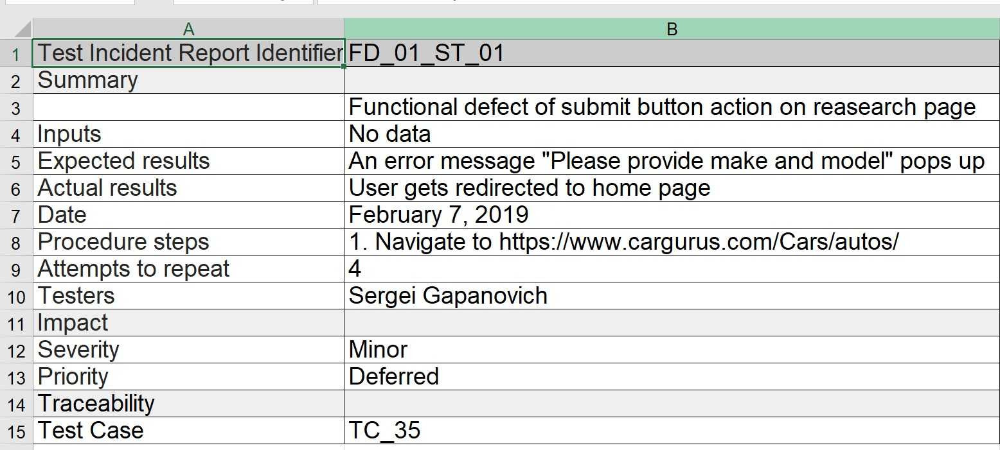 A B
1 Test Incident Report Identifier FD_01_ST_01
2 Summary
3 Functional defect of submit button action on reasearch page
4 Inputs No data
5 Expected results An error message "Please provide make and model" pops up
6 Actual results User gets redirected to home page
7 Date February 7, 2019
8 Procedure steps 1. Navigate to https://www.cargurus.com/Cars/autos/
9 Attempts to repeat 4
10 Testers Sergei Gapanovich
11 Impact
12 Severity Minor
13 Priority Deferred
14 Traceability
15 Test Case TC_35